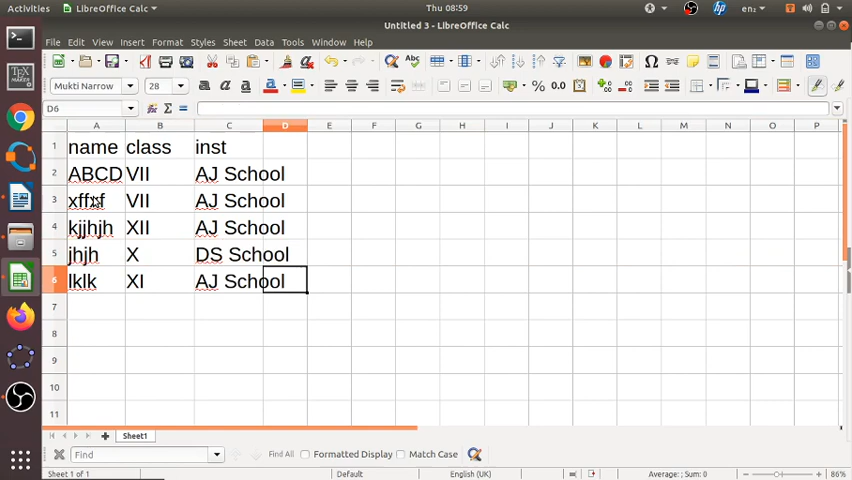 Activities LibreOffice Calc Thu 08:59 en₂
Untitled 3 - LibreOffice Calc
File Edit View Insert Format Styles Sheet Data Tools Window Help
Mukti Narrow 28 a a a a % 0.0
D6 Σ =
A B C D E F G H I J K L M N O P
1 name class inst
2 ABCD VII AJ School
3 VII AJ School
4 kjjhjh XII AJ School
5 jhjh X DS School
6 lklk XI AJ School
7
8
9
10
11
Sheet1
Find Find All Formatted Display Match Case
Sheet 1 of 1 Default English (UK) Average: ; Sum: 0 86%